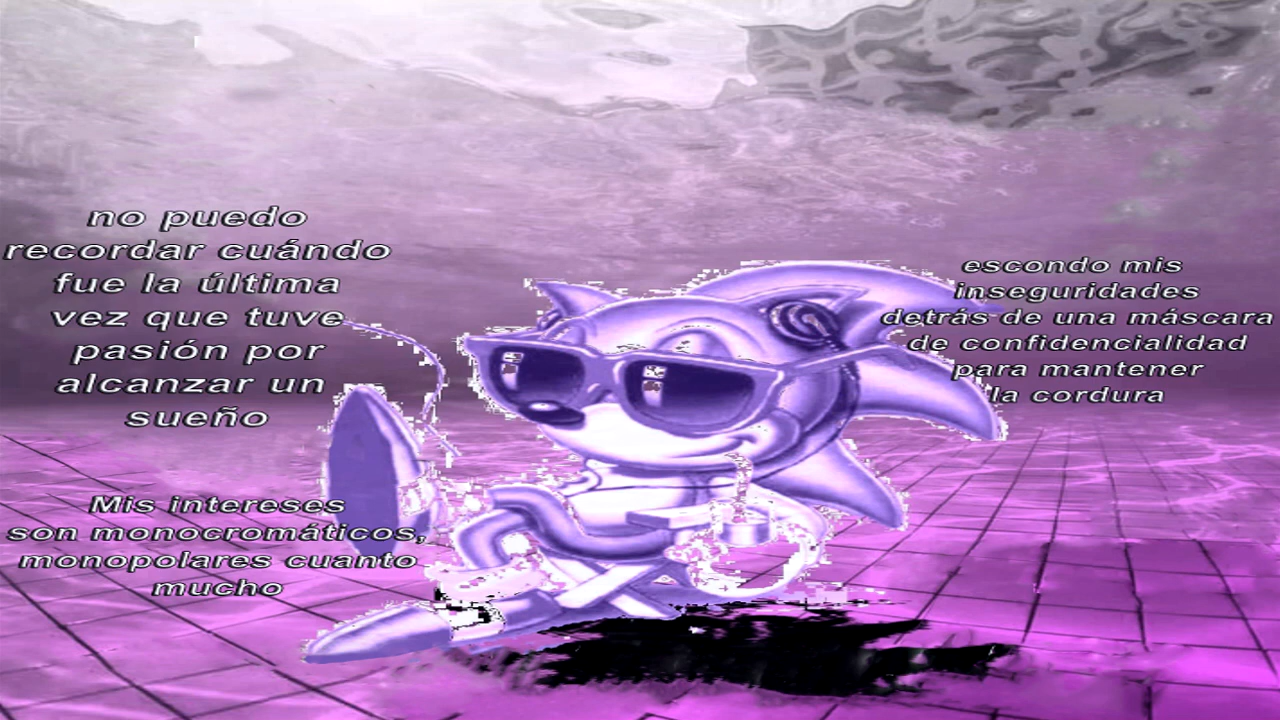 no puedo
recordar cuándo
fue la última
vez que tuve
pasión por
alcanzar un
sueño
Mis intereses
son monocromáticos,
monopolares cuanto
mucho
escondo mis
inseguridades
detrás de una máscara
de confidencialidad
para mantener
la cordura